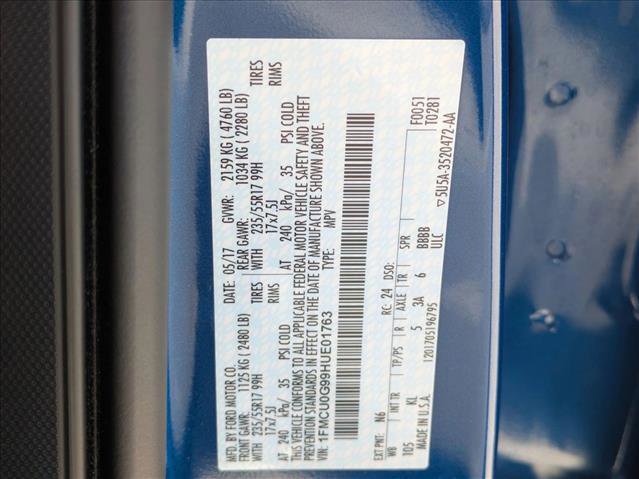 MFD. BY FORD MOTOR CO. DATE: 05/17 GVWR: 2159 KG ( 4760 LB)
FRONT GAWR: 1125 KG ( 2480 LB) REAR GAWR: 1034 KG ( 2280 LB)
235/55R17 99H TIRES WITH 235/55R17 99H TIRES
17x7.5J RIMS 17x7.5J RIMS
AT 240 kPa/ 35 PSI COLD AT 240 kPa/ 35 PSI COLD
THIS VEHICLE CONFORMS TO ALL APPLICABLE FEDERAL MOTOR VEHICLE SAFETY AND THEFT
PREVENTION STANDARDS IN EFFECT ON THE DATE OF MANUFACTURE SHOWN ABOVE.
VIN: 1FMCU0G99HUE01763 TYPE: MPV
F0051
T0281
EXT PNT: N6 RC: 24 DSO:
WB INT TR TP/PS R AXLE TR SPR
105 KL 5 3A 6 BBBB
MADE IN U.S.A. ULC
1201705196795
▽5U5A-3520472-AA